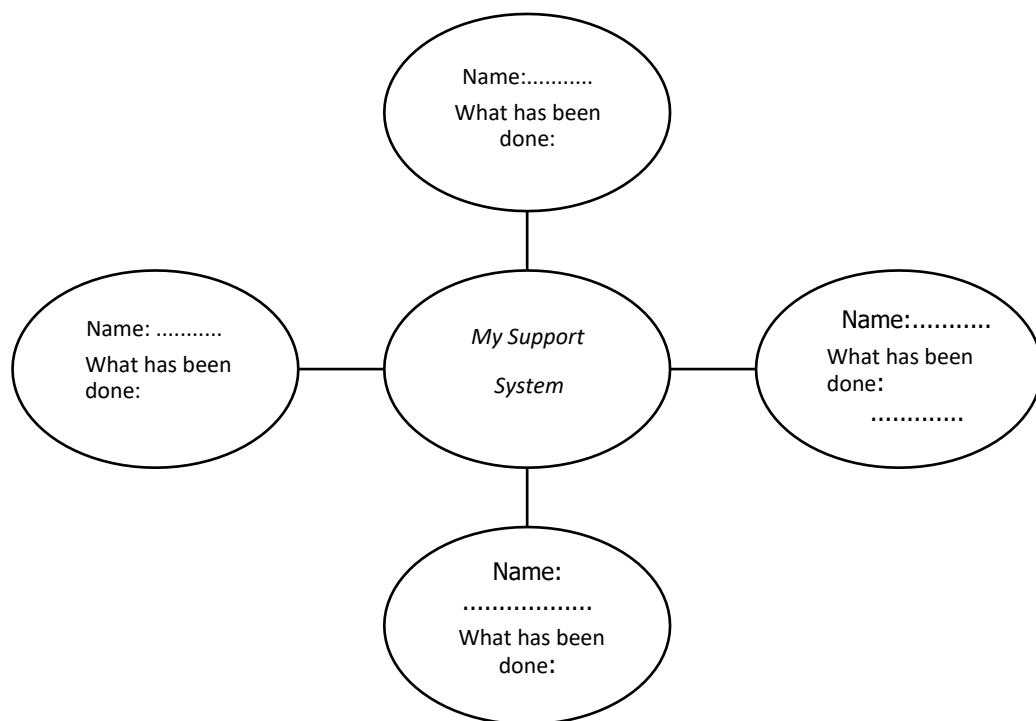 Name:...........
What has been
done:
Name: ...........
What has been
done:
My Support
System
Name:...........
What has been
done:
.............
Name:
..................
What has been
done: